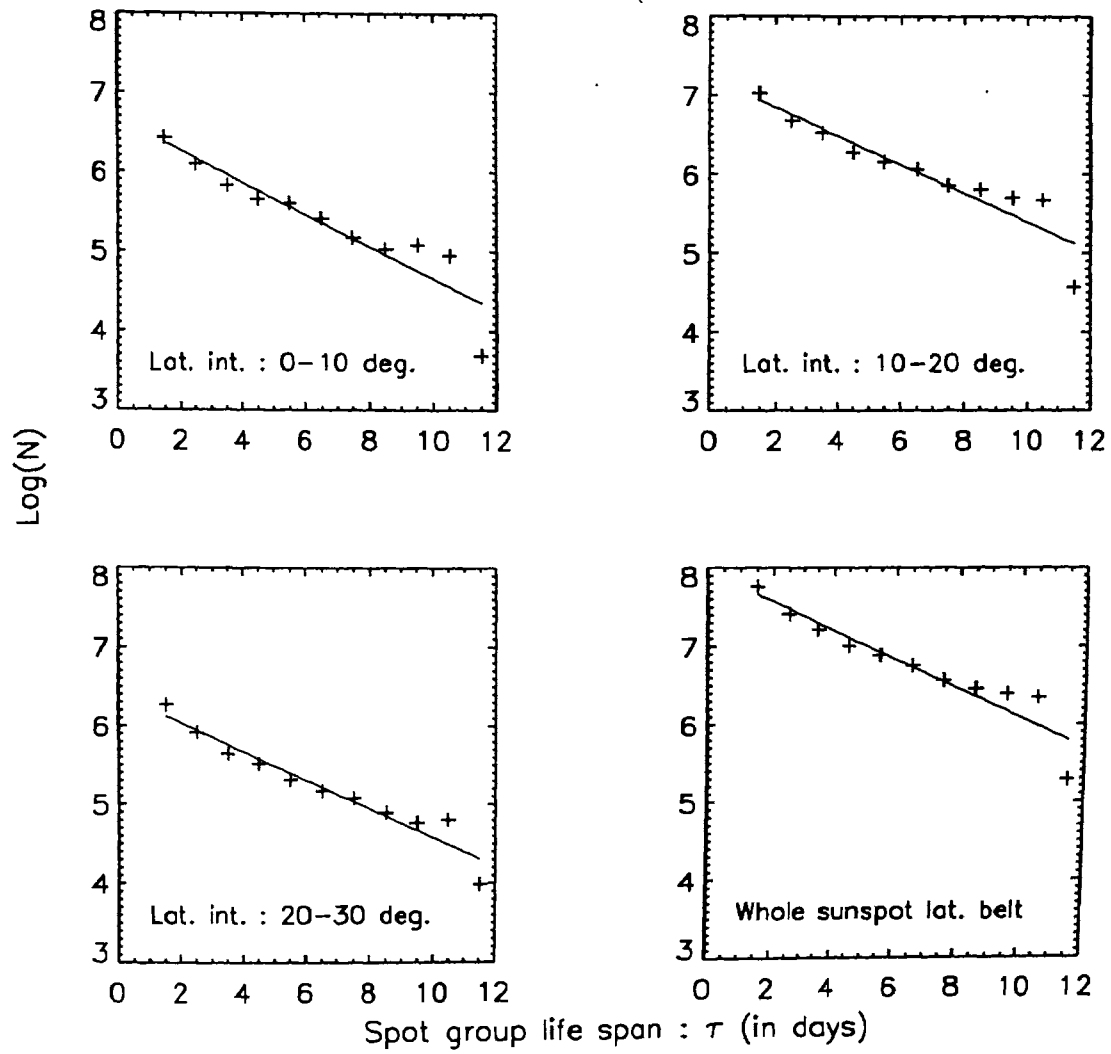 8
7
6
5
4
3
Lat. int. : 0-10 deg.
0 2 4 6 8 10 12
8
7
6
5
4
3
Lat. int. : 10-20 deg.
0 2 4 6 8 10 12
Log(N)
8
7
6
5
4
3
Lat. int. : 20-30 deg.
0 2 4 6 8 10 12
8
7
6
5
4
3
Whole sunspot lat. belt
0 2 4 6 8 10 12
Spot group life span : τ (in days)